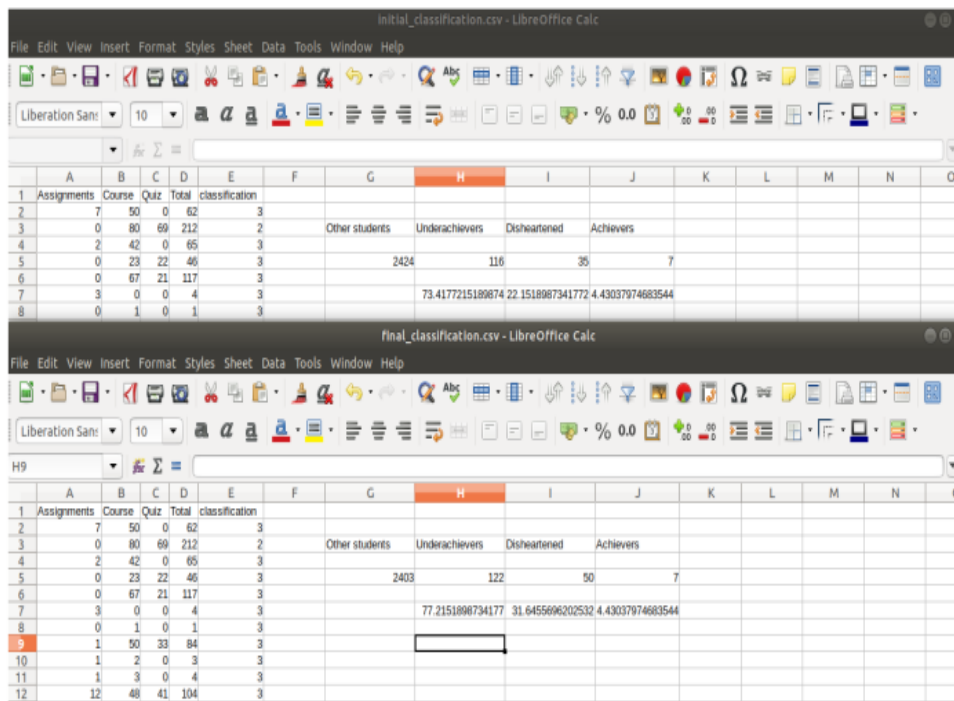 initial_classification.csv - LibreOffice Calc
File Edit View Insert Format Styles Sheet Data Tools Window Help
Abc Ω
Liberation Sans 10 a a a a % 0.0
A B C D E F G H I J K L M N O
1 Assignments Course Quiz Total classification
2 7 50 0 62 3
3 0 80 69 212 2 Other students Underachievers Disheartened Achievers
4 2 42 0 65 3
5 0 23 22 46 3 2424 116 35 7
6 0 67 21 117 3
7 3 0 0 4 3 73.4177215189874 22.1518987341772 4.43037974683544
8 0 1 0 1 3
final_classification.csv - LibreOffice Calc
File Edit View Insert Format Styles Sheet Data Tools Window Help
Abc Ω
Liberation Sans 10 a a a a % 0.0
H9 Σ =
A B C D E F G H I J K L M N
1 Assignments Course Quiz Total classification
2 7 50 0 62 3
3 0 80 69 212 2 Other students Underachievers Disheartened Achievers
4 2 42 0 65 3
5 0 23 22 46 3 2403 122 50 7
6 0 67 21 117 3
7 3 0 0 4 3 77.2151898734177 31.6455696202532 4.43037974683544
8 0 1 0 1 3
9 1 50 33 84 3
10 1 2 0 3 3
11 1 3 0 4 3
12 12 48 41 104 3